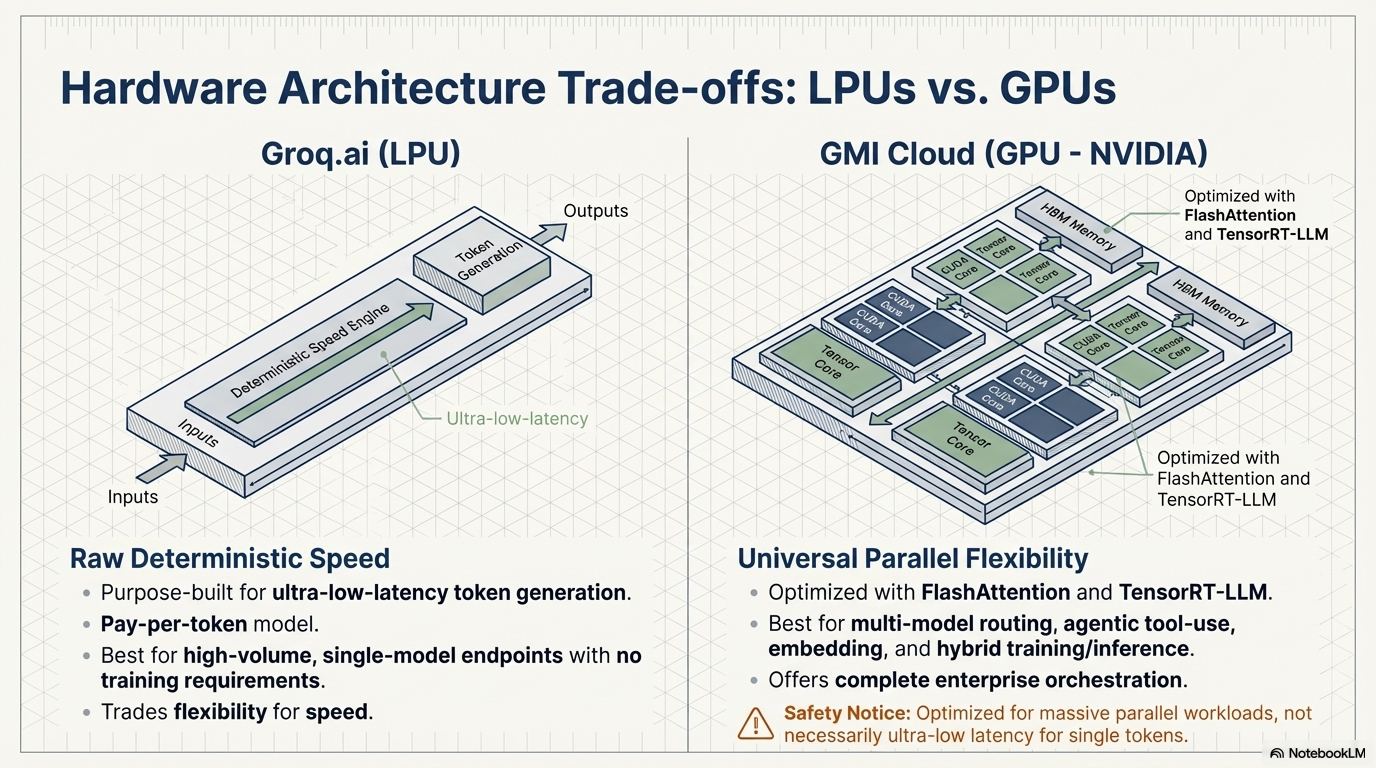 Hardware Architecture Trade-offs: LPUs vs. GPUs
Groq.ai (LPU)
Outputs
Token
Generation
Deterministic Speed Engine
Ultra-low-latency
Inputs
Inputs
Raw Deterministic Speed
• Purpose-built for ultra-low-latency token generation.
• Pay-per-token model.
• Best for high-volume, single-model endpoints with no
training requirements.
• Trades flexibility for speed.
GMI Cloud (GPU - NVIDIA)
Optimized with
FlashAttention
and TensorRT-LLM
HBM Memory
HBM Memory
CUDA
Core
Tensor
Core
CUDA
CUDA
Tensor
Core
CUDA
Core
CUDA
CUDA
Core
Optimized with
FlashAttention and
TensorRT-LLM
Universal Parallel Flexibility
• Optimized with FlashAttention and TensorRT-LLM.
• Best for multi-model routing, agentic tool-use,
embedding, and hybrid training/inference.
• Offers complete enterprise orchestration.
Safety Notice: Optimized for massive parallel workloads, not
necessarily ultra-low latency for single tokens.
NotebookLM